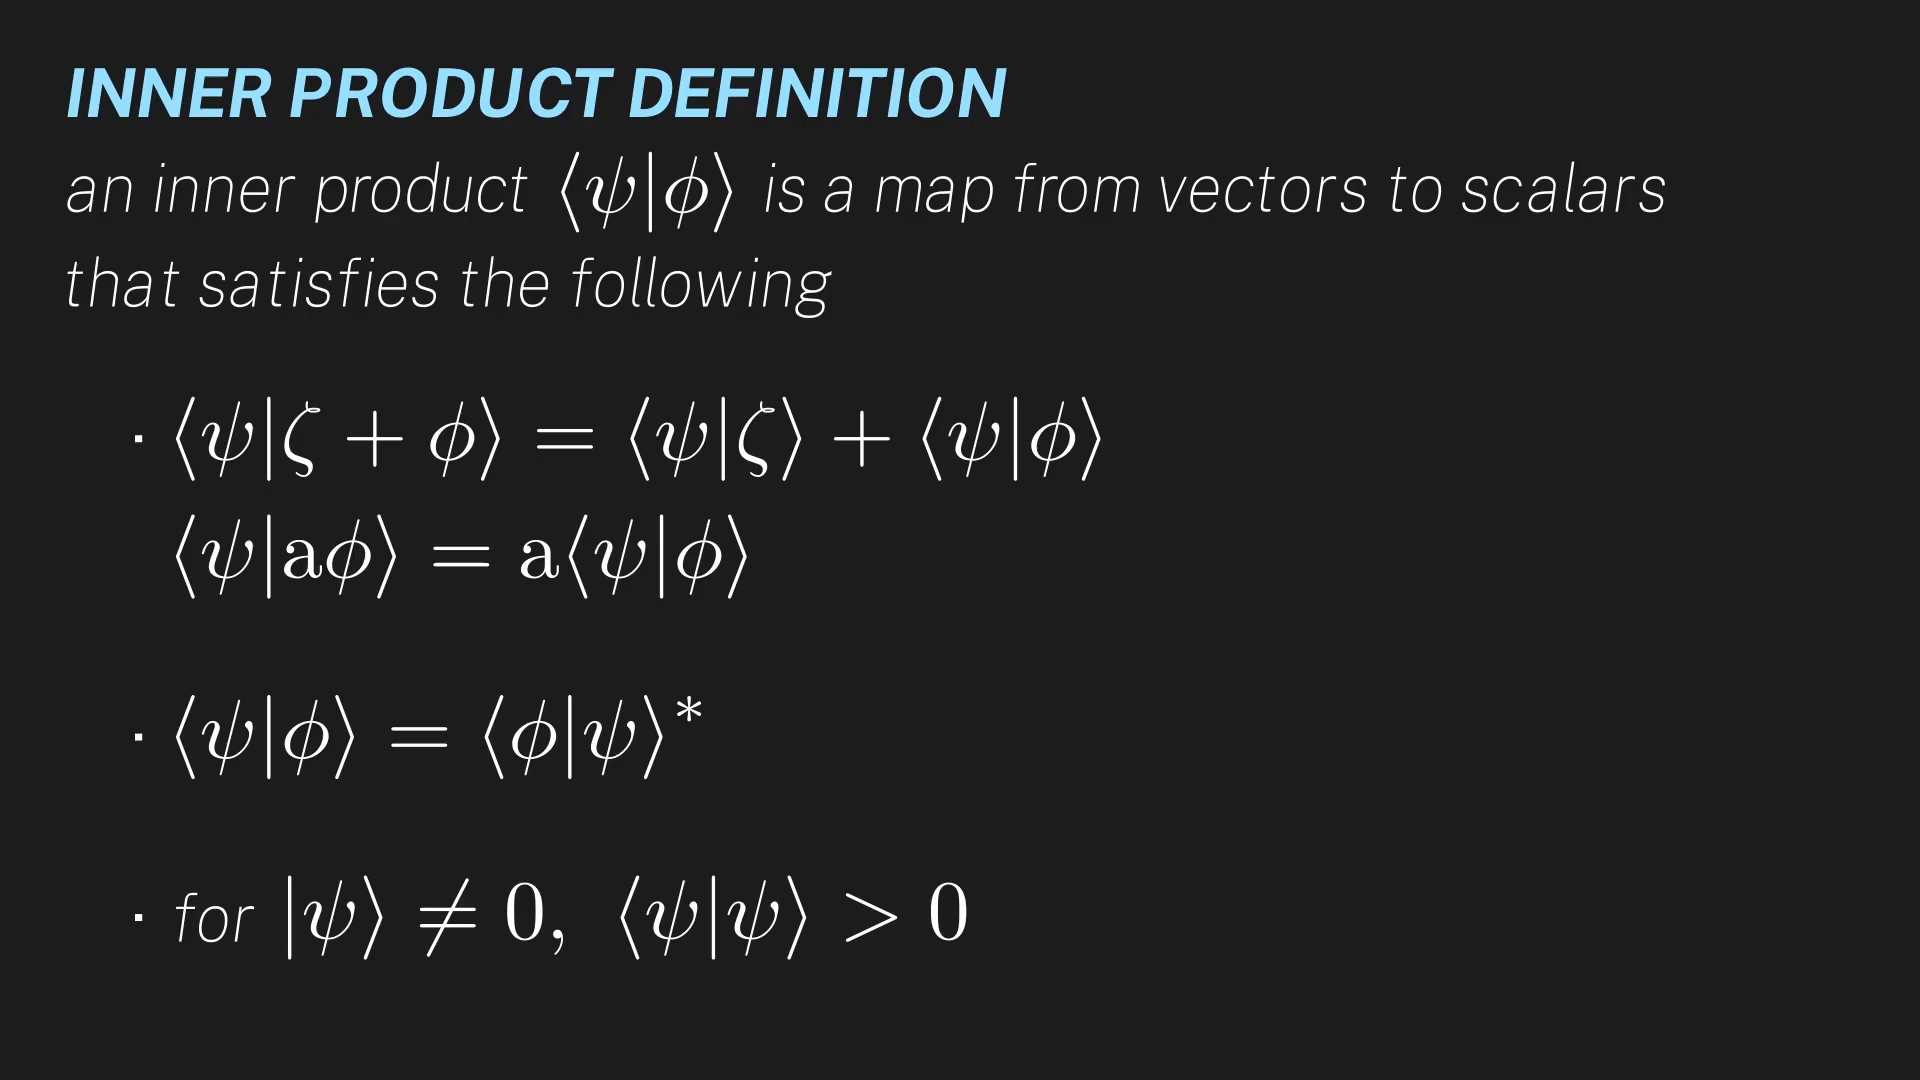 INNER PRODUCT DEFINITION
an inner product ⟨ψ|ϕ⟩ is a map from vectors to scalars
that satisfies the following
· ⟨ψ|ζ + ϕ⟩ = ⟨ψ|ζ⟩ + ⟨ψ|ϕ⟩
⟨ψ|aϕ⟩ = a⟨ψ|ϕ⟩
· ⟨ψ|ϕ⟩ = ⟨ϕ|ψ⟩*
· for |ψ⟩ ≠ 0, ⟨ψ|ψ⟩ > 0